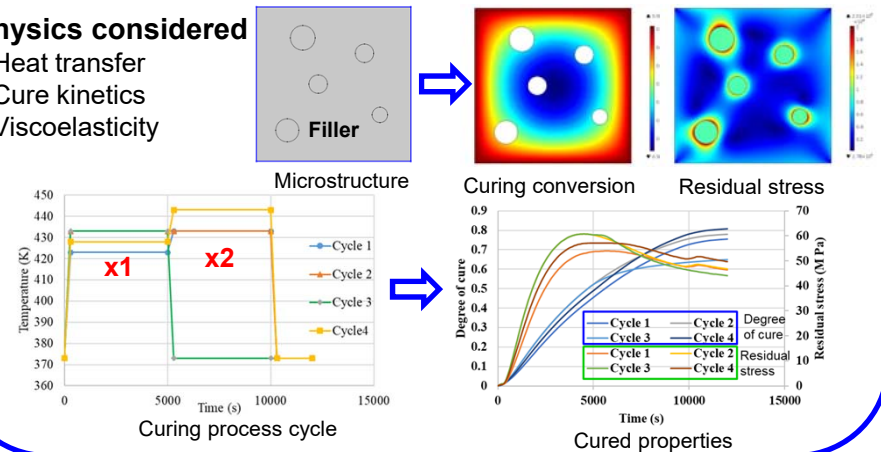 hysics considered
Heat transfer
Cure kinetics
Viscoelasticity
Filler
Microstructure
Curing conversion
Residual stress
450
440
430
420
410
400
390
380
370
360
Temperature (K)
x1
x2
Cycle 1
Cycle 2
Cycle 3
Cycle4
0
5000
10000
15000
Time (s)
Curing process cycle
0.9
0.8
0.7
0.6
0.5
0.4
0.3
0.2
0.1
0
Degree of cure
70
60
50
40
30
20
10
0
Residual stress (M Pa)
Cycle 1 Cycle 2
Cycle 3 Cycle 4
Degree
of cure
Cycle 1 Cycle 2
Cycle 3 Cycle 4
Residual
stress
0
5000
10000
15000
Time (s)
Cured properties